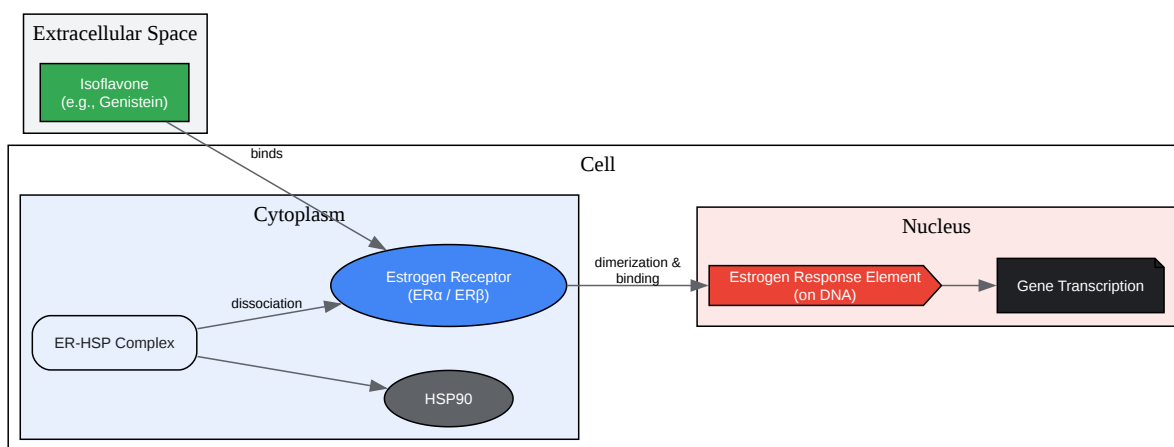 Extracellular Space
Isoflavone
(e.g., Genistein)
binds
Cell
Cytoplasm
Estrogen Receptor
(ERα / ERβ)
dissociation
ER-HSP Complex
HSP90
dimerization &
binding
Nucleus
Estrogen Response Element
(on DNA)
Gene Transcription